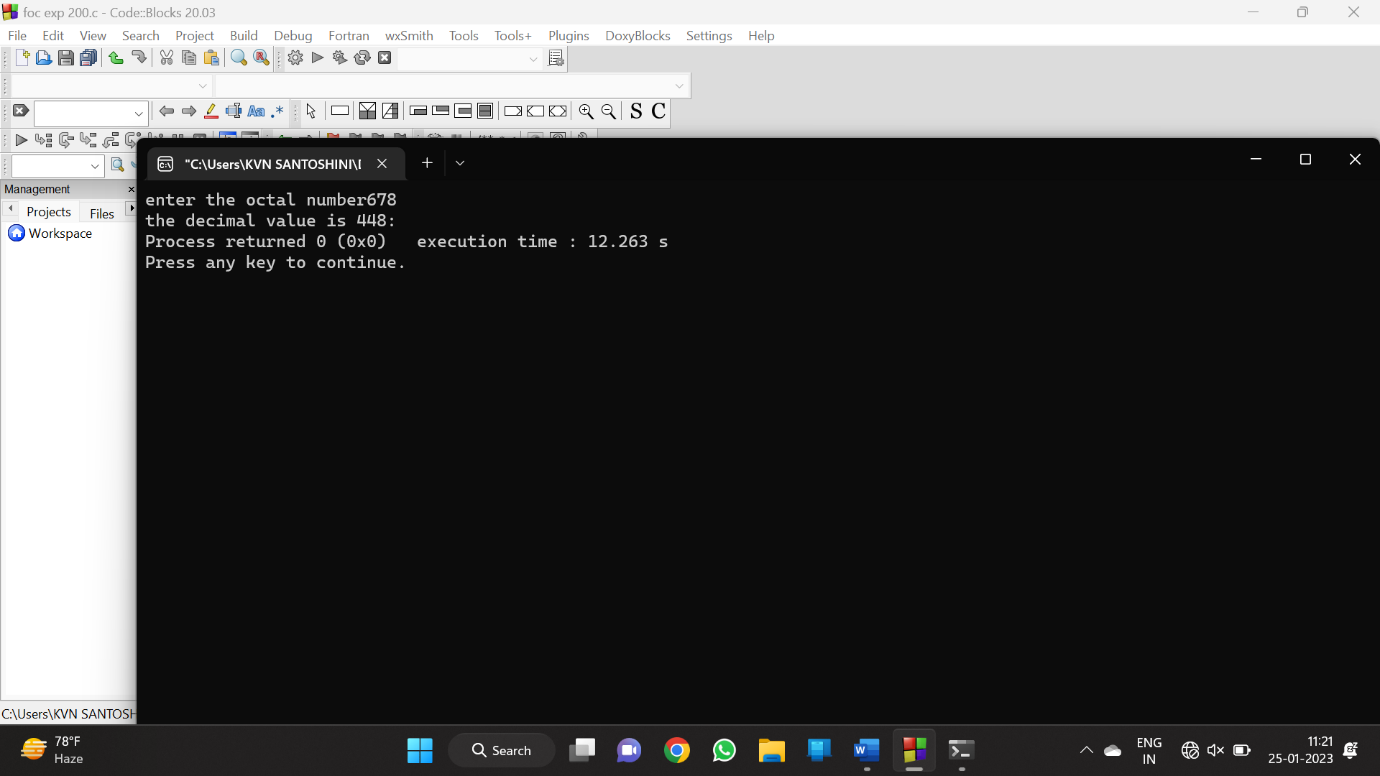 foc exp 200.c - Code::Blocks 20.03
File Edit View Search Project Build Debug Fortran wxSmith Tools Tools+ Plugins DoxyBlocks Settings Help
Aa .* S C
"C:\Users\KVN SANTOSHINI\
Management
Projects Files
Workspace
enter the octal number678
the decimal value is 448:
Process returned 0 (0x0)   execution time : 12.263 s
Press any key to continue.
C:\Users\KVN SANTOSH
78°F
Haze
Search
ENG
IN
11:21
25-01-2023